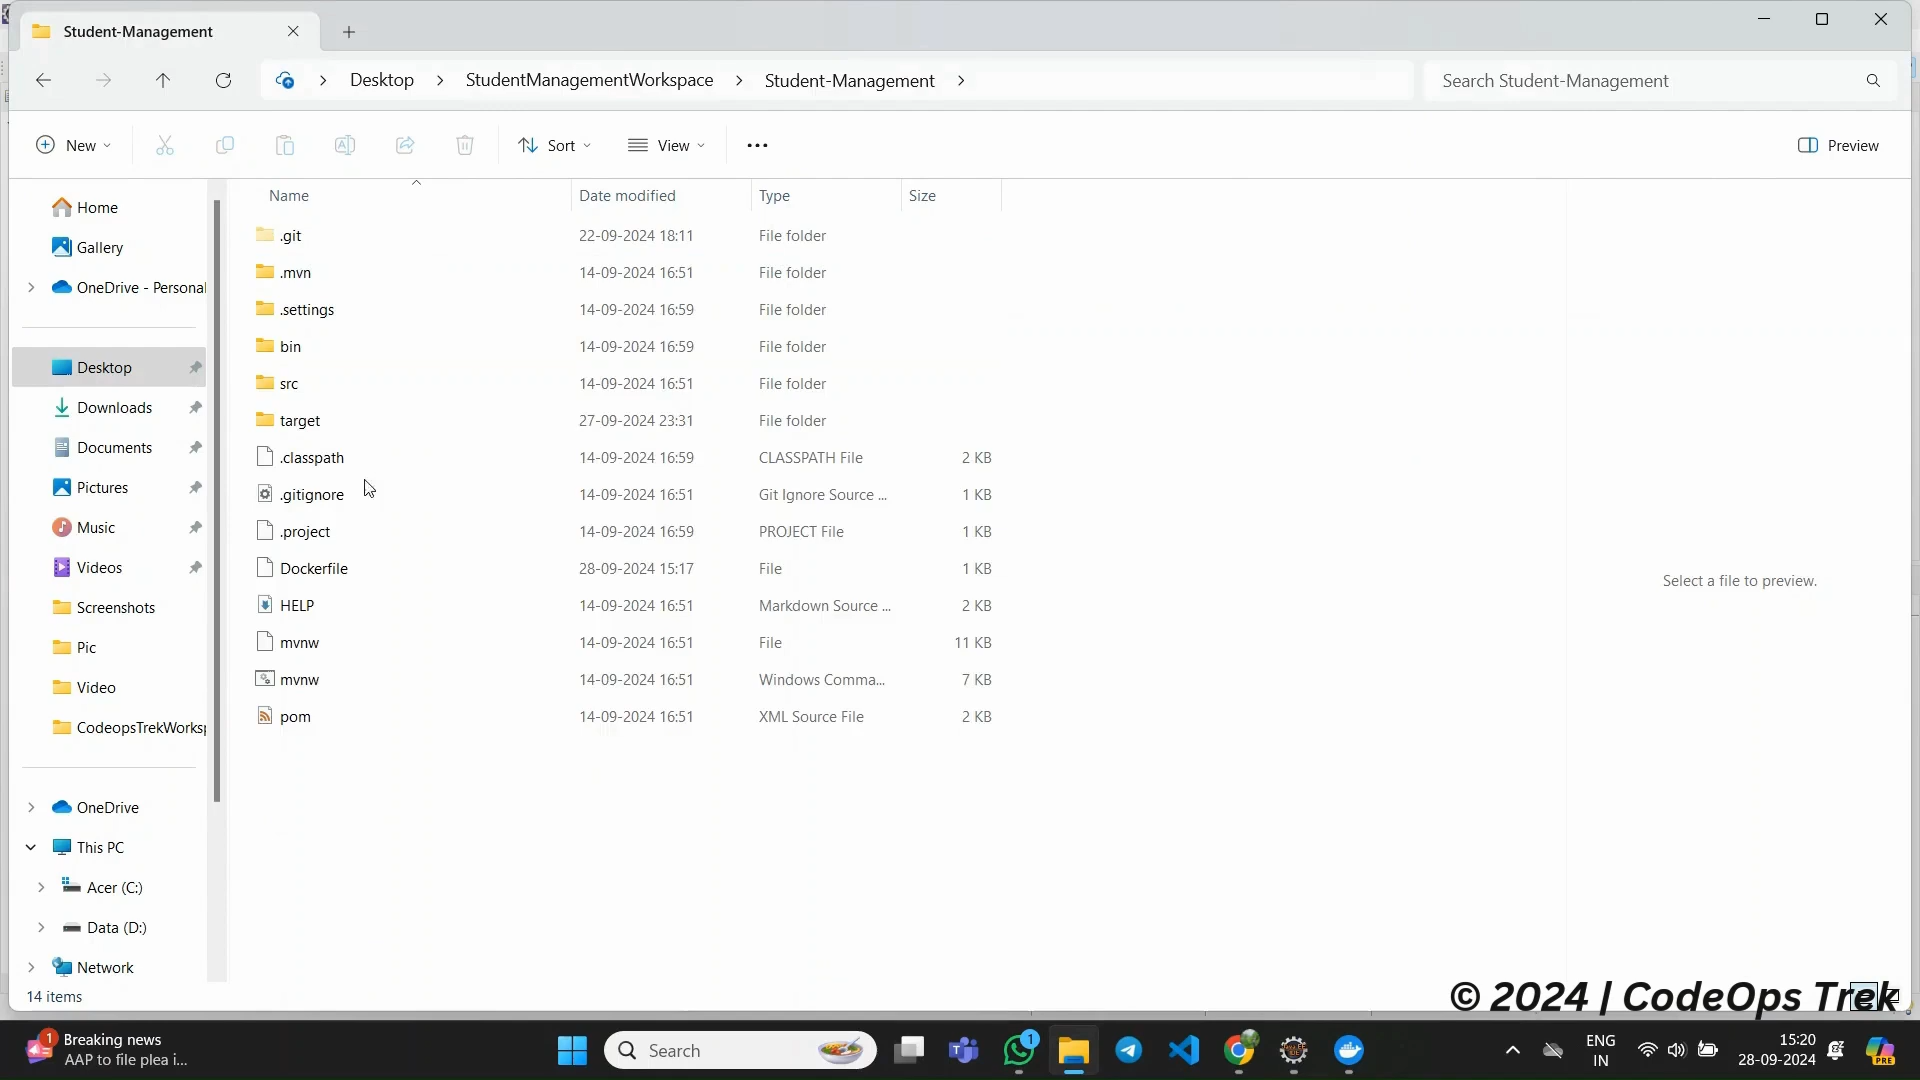 Student-Management
Desktop
StudentManagementWorkspace
Student-Management
Search Student-Management
New
Sort
View
Preview
Name
Date modified
Type
Size
Home
Gallery
OneDrive - Personal
Desktop
Downloads
Documents
Pictures
Music
Videos
Screenshots
Pic
Video
CodeopsTrekWorksp
OneDrive
This PC
Acer (C:)
Data (D:)
Network
.git 22-09-2024 18:11 File folder
.mvn 14-09-2024 16:51 File folder
.settings 14-09-2024 16:59 File folder
bin 14-09-2024 16:59 File folder
src 14-09-2024 16:51 File folder
target 27-09-2024 23:31 File folder
.classpath 14-09-2024 16:59 CLASSPATH File 2 KB
.gitignore 14-09-2024 16:51 Git Ignore Source ... 1 KB
.project 14-09-2024 16:59 PROJECT File 1 KB
Dockerfile 28-09-2024 15:17 File 1 KB
HELP 14-09-2024 16:51 Markdown Source ... 2 KB
mvnw 14-09-2024 16:51 File 11 KB
mvnw 14-09-2024 16:51 Windows Comma... 7 KB
pom 14-09-2024 16:51 XML Source File 2 KB
Select a file to preview.
14 items
© 2024 | CodeOps Trek
1
Breaking news
AAP to file plea i...
Search
1
ENG
IN
15:20
28-09-2024
PRE